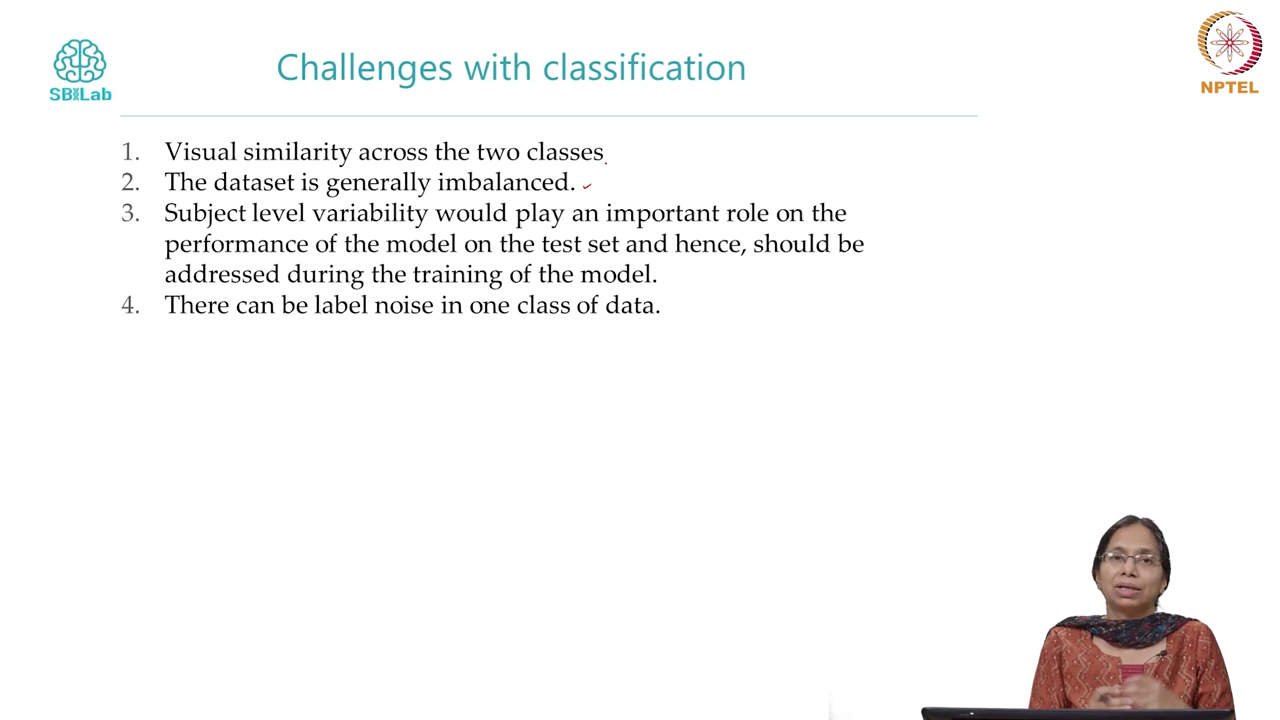 Challenges with classification
SBILab
NPTEL
1. Visual similarity across the two classes
2. The dataset is generally imbalanced.
3. Subject level variability would play an important role on the
performance of the model on the test set and hence, should be
addressed during the training of the model.
4. There can be label noise in one class of data.